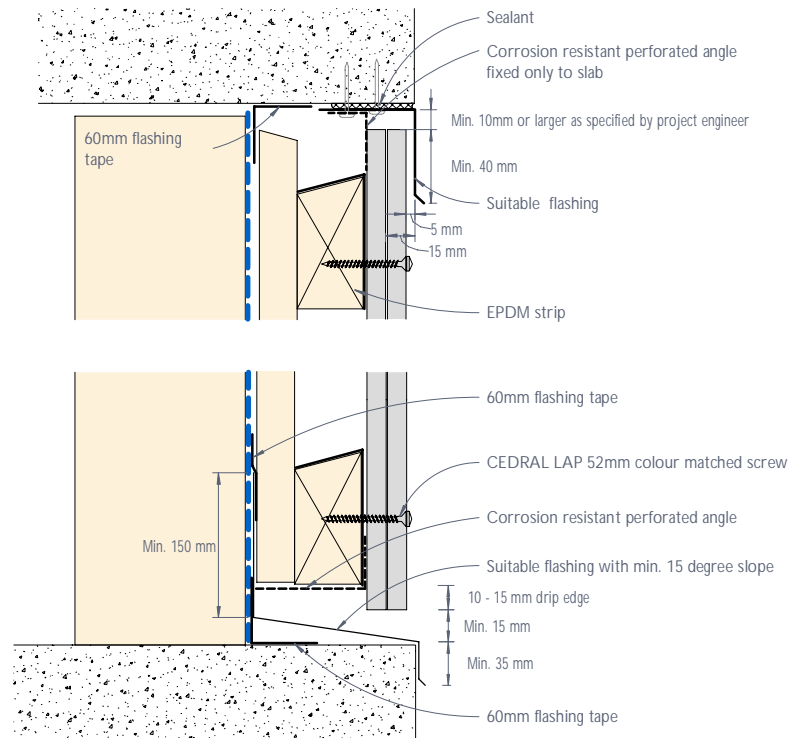 Sealant
Corrosion resistant perforated angle
fixed only to slab
60mm flashing
tape
Min. 10mm or larger as specified by project engineer
Min. 40 mm
Suitable flashing
5 mm
15 mm
EPDM strip
60mm flashing tape
CEDRAL LAP 52mm colour matched screw
Corrosion resistant perforated angle
Min. 150 mm
Suitable flashing with min. 15 degree slope
10 - 15 mm drip edge
Min. 15 mm
Min. 35 mm
60mm flashing tape